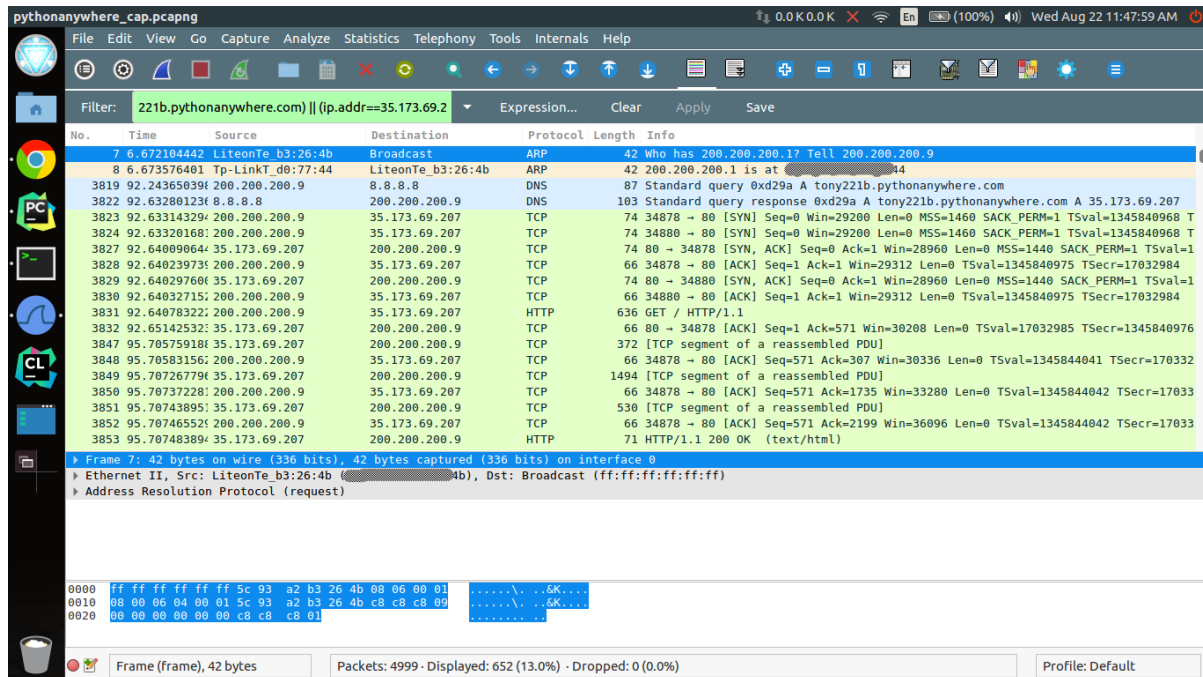 pythonanywhere_cap.pcapng 0.0 K 0.0 K En (100%) Wed Aug 22 11:47:59 AM
File Edit View Go Capture Analyze Statistics Telephony Tools Internals Help
Filter: 221b.pythonanywhere.com) || (ip.addr==35.173.69.2 Expression... Clear Apply Save
No. Time Source Destination Protocol Length Info
7 6.672104442 LiteonTe_b3:26:4b Broadcast ARP 42 Who has 200.200.200.1? Tell 200.200.200.9
8 6.673576401 Tp-LinkT_d0:77:44 LiteonTe_b3:26:4b ARP 42 200.200.200.1 is at 44
3819 92.243650398 200.200.200.9 8.8.8.8 DNS 87 Standard query 0xd29a A tony221b.pythonanywhere.com
3822 92.632801236 8.8.8.8 200.200.200.9 DNS 103 Standard query response 0xd29a A tony221b.pythonanywhere.com A 35.173.69.207
3823 92.633143294 200.200.200.9 35.173.69.207 TCP 74 34878 → 80 [SYN] Seq=0 Win=29200 Len=0 MSS=1460 SACK_PERM=1 TSval=1345840968 T
3824 92.633201681 200.200.200.9 35.173.69.207 TCP 74 34880 → 80 [SYN] Seq=0 Win=29200 Len=0 MSS=1460 SACK_PERM=1 TSval=1345840968 T
3827 92.640090644 35.173.69.207 200.200.200.9 TCP 74 80 → 34878 [SYN, ACK] Seq=0 Ack=1 Win=28960 Len=0 MSS=1440 SACK_PERM=1 TSval=1
3828 92.640239739 200.200.200.9 35.173.69.207 TCP 66 34878 → 80 [ACK] Seq=1 Ack=1 Win=29312 Len=0 TSval=1345840975 TSecr=17032984
3829 92.640297600 35.173.69.207 200.200.200.9 TCP 74 80 → 34880 [SYN, ACK] Seq=0 Ack=1 Win=28960 Len=0 MSS=1440 SACK_PERM=1 TSval=1
3830 92.640327152 200.200.200.9 35.173.69.207 TCP 66 34880 → 80 [ACK] Seq=1 Ack=1 Win=29312 Len=0 TSval=1345840975 TSecr=17032984
3831 92.640783222 200.200.200.9 35.173.69.207 HTTP 636 GET / HTTP/1.1
3832 92.651425323 35.173.69.207 200.200.200.9 TCP 66 80 → 34878 [ACK] Seq=1 Ack=571 Win=30208 Len=0 TSval=17032985 TSecr=1345840976
3847 95.705759188 35.173.69.207 200.200.200.9 TCP 372 [TCP segment of a reassembled PDU]
3848 95.705831562 200.200.200.9 35.173.69.207 TCP 66 34878 → 80 [ACK] Seq=571 Ack=307 Win=30336 Len=0 TSval=1345844041 TSecr=170332
3849 95.707267796 35.173.69.207 200.200.200.9 TCP 1494 [TCP segment of a reassembled PDU]
3850 95.707372281 200.200.200.9 35.173.69.207 TCP 66 34878 → 80 [ACK] Seq=571 Ack=1735 Win=33280 Len=0 TSval=1345844042 TSecr=17033
3851 95.707438951 35.173.69.207 200.200.200.9 TCP 530 [TCP segment of a reassembled PDU]
3852 95.707465529 200.200.200.9 35.173.69.207 TCP 66 34878 → 80 [ACK] Seq=571 Ack=2199 Win=36096 Len=0 TSval=1345844042 TSecr=17033
3853 95.707483894 35.173.69.207 200.200.200.9 HTTP 71 HTTP/1.1 200 OK (text/html)
Frame 7: 42 bytes on wire (336 bits), 42 bytes captured (336 bits) on interface 0
Ethernet II, Src: LiteonTe_b3:26:4b ( 4b), Dst: Broadcast (ff:ff:ff:ff:ff:ff)
Address Resolution Protocol (request)
0000 ff ff ff ff ff ff 5c 93 a2 b3 26 4b 08 06 00 01 ......\. ..&K....
0010 08 00 06 04 00 01 5c 93 a2 b3 26 4b c8 c8 c8 09 ......\. ..&K....
0020 00 00 00 00 00 00 c8 c8 c8 01 ........ ..
PC
CL
Frame (frame), 42 bytes Packets: 4999 · Displayed: 652 (13.0%) · Dropped: 0 (0.0%) Profile: Default